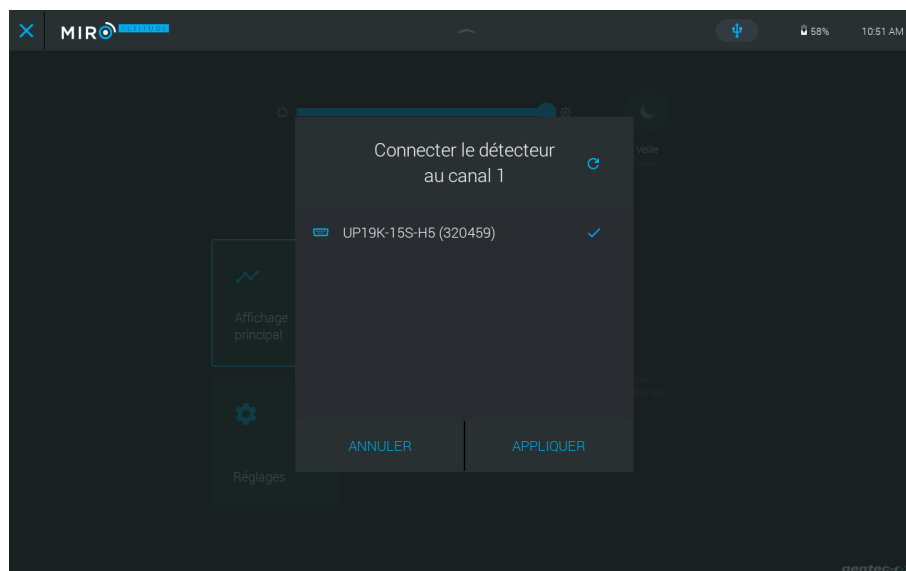 MIRO ALTITUDE
58%
10:51 AM
Connecter le détecteur
au canal 1
Veille
UP19K-15S-H5 (320459)
Affichage
principal
ANNULER
APPLIQUER
Réglages
gentec-e